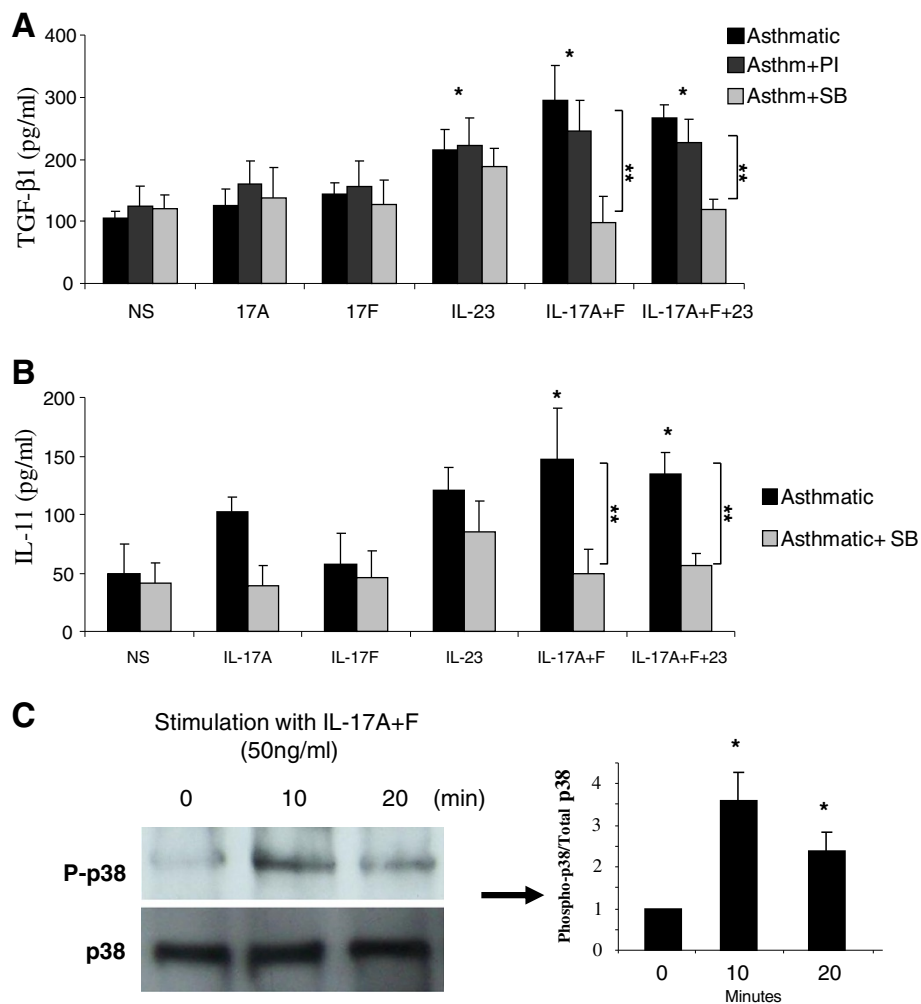 A
TGF-β1 (pg/ml)
400
300
200
100
0
*
*
*
**
**
Asthmatic
Asthm+PI
Asthm+SB
NS 17A 17F IL-23 IL-17A+F IL-17A+F+23
B
IL-11 (pg/ml)
200
150
100
50
0
*
*
**
**
Asthmatic
Asthmatic+ SB
NS IL-17A IL-17F IL-23 IL-17A+F IL-17A+F+23
C
Stimulation with IL-17A+F
(50ng/ml)
0 10 20 (min)
P-p38
p38
Phospho-p38/Total p38
4
3
2
1
0
*
*
0 10 20
Minutes